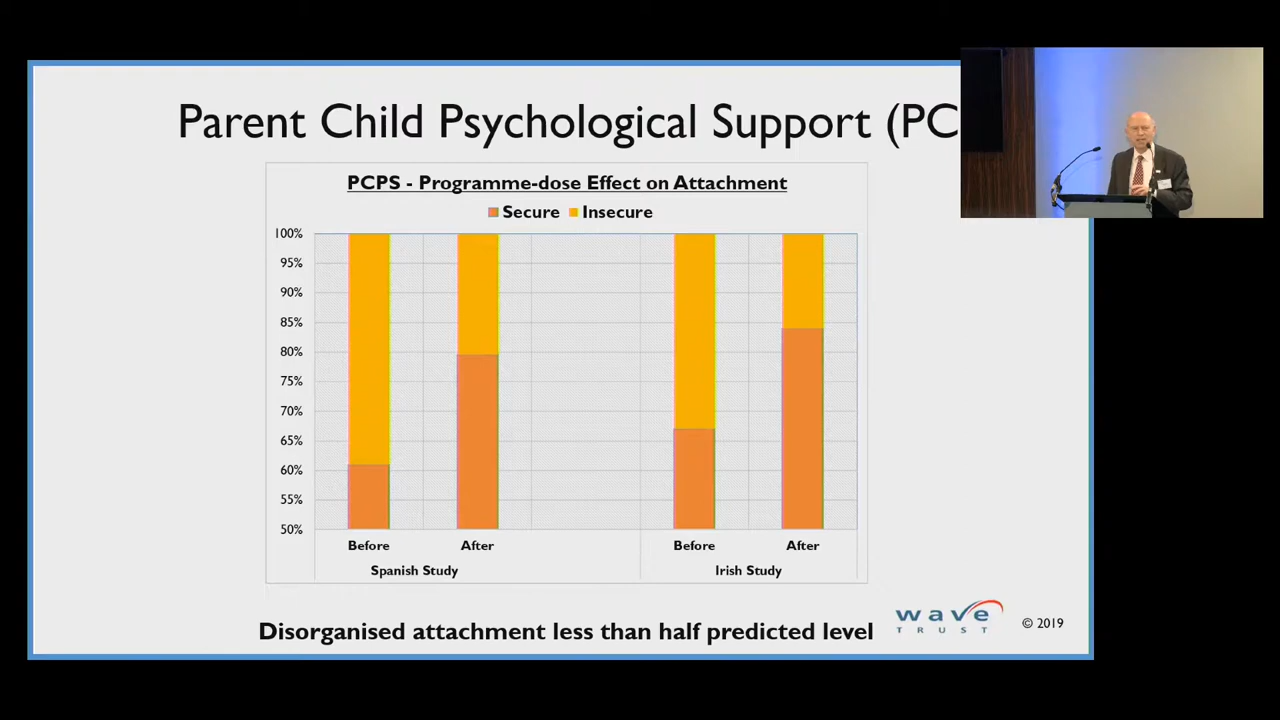 Parent Child Psychological Support (PC
PCPS - Programme-dose Effect on Attachment
Secure Insecure
100%
95%
90%
85%
80%
75%
70%
65%
60%
55%
50%
Before After Before After
Spanish Study Irish Study
Disorganised attachment less than half predicted level
wave
TRUST
© 2019